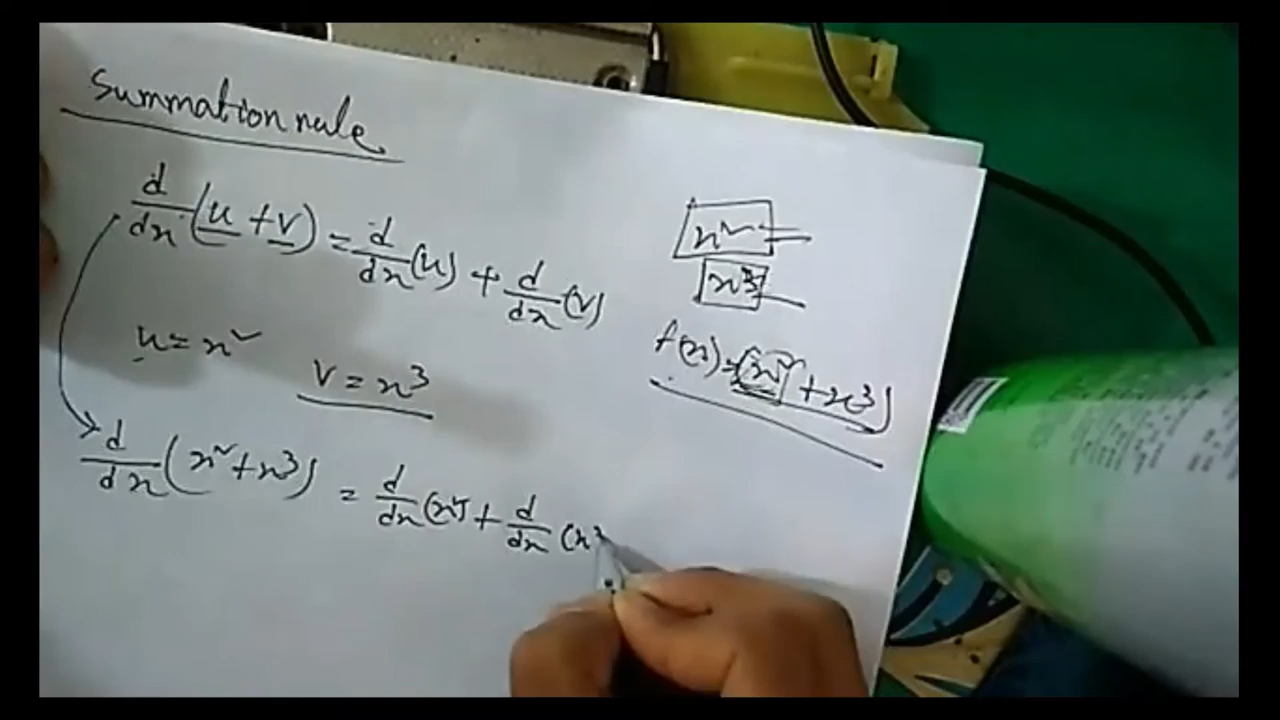 Summation rule
d/dx (u + v) = d/dx (u) + d/dx (v)
u = x²
v = x³
d/dx (x² + x³) = d/dx (x²) + d/dx (x³
x²
x³
f(x) = (x² + x³)